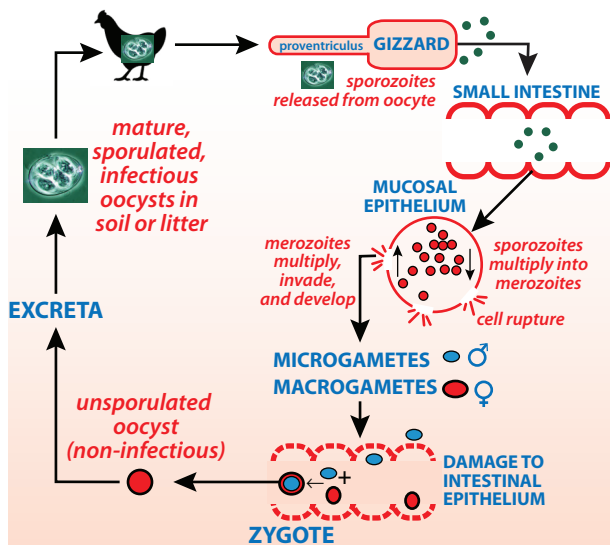 proventriculus
GIZZARD
sporozoites
released from oocyte
SMALL INTESTINE
mature,
sporulated,
infectious
oocysts in
soil or litter
MUCOSAL
EPITHELIUM
merozoites
multiply,
invade,
and develop
sporozoites
multiply into
merozoites
cell rupture
EXCRETA
MICROGAMETES ♂
MACROGAMETES ♀
unsporulated
oocyst
(non-infectious)
+
DAMAGE TO
INTESTINAL
EPITHELIUM
ZYGOTE